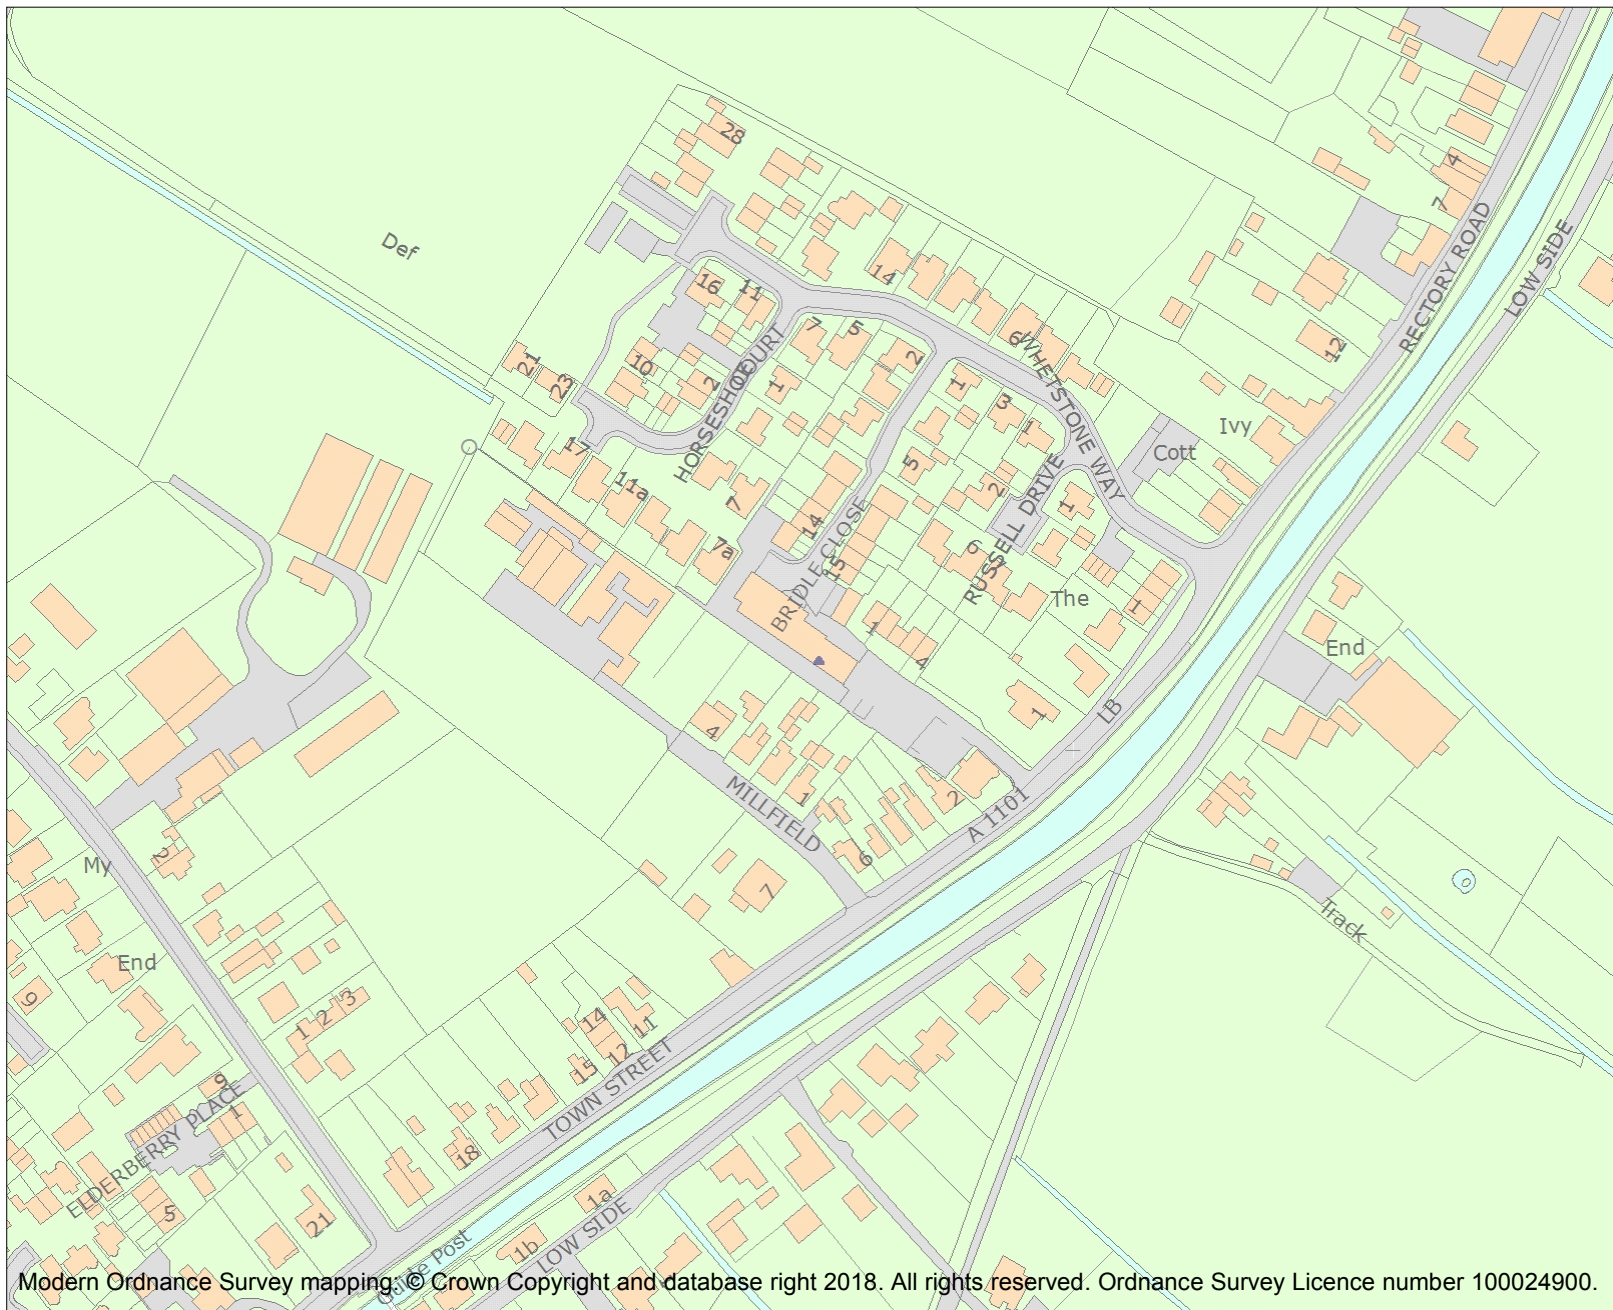 28
Def
14
4
7
RECTORY ROAD
LOW SIDE
16
11
7
5
2
6
12
WHETSTONE WAY
21
23
10
2
1
HORSESHOE COURT
1
3
1
Ivy
Cott
17
11a
7
7a
5
2
1
14
15
BRIDLE CLOSE
6
RUSSELL DRIVE
The
1
1
4
1
LB
End
4
1
MILLFIELD
2
6
A 1101
7
My
2
End
9
1
2
3
Track
14
11
12
15
TOWN STREET
18
9
1
ELDERBERRY PLACE
5
21
1a
1b
LOW SIDE
Guide Post
Modern Ordnance Survey mapping: © Crown Copyright and database right 2018. All rights reserved. Ordnance Survey Licence number 100024900.